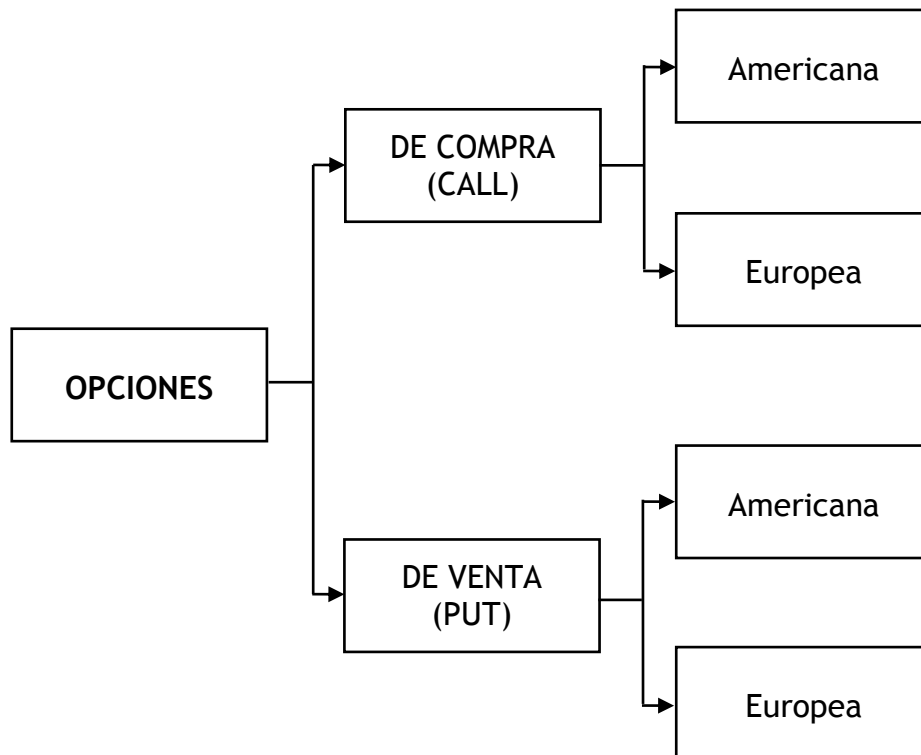 OPCIONES
DE COMPRA
(CALL)
Americana
Europea
DE VENTA
(PUT)
Americana
Europea